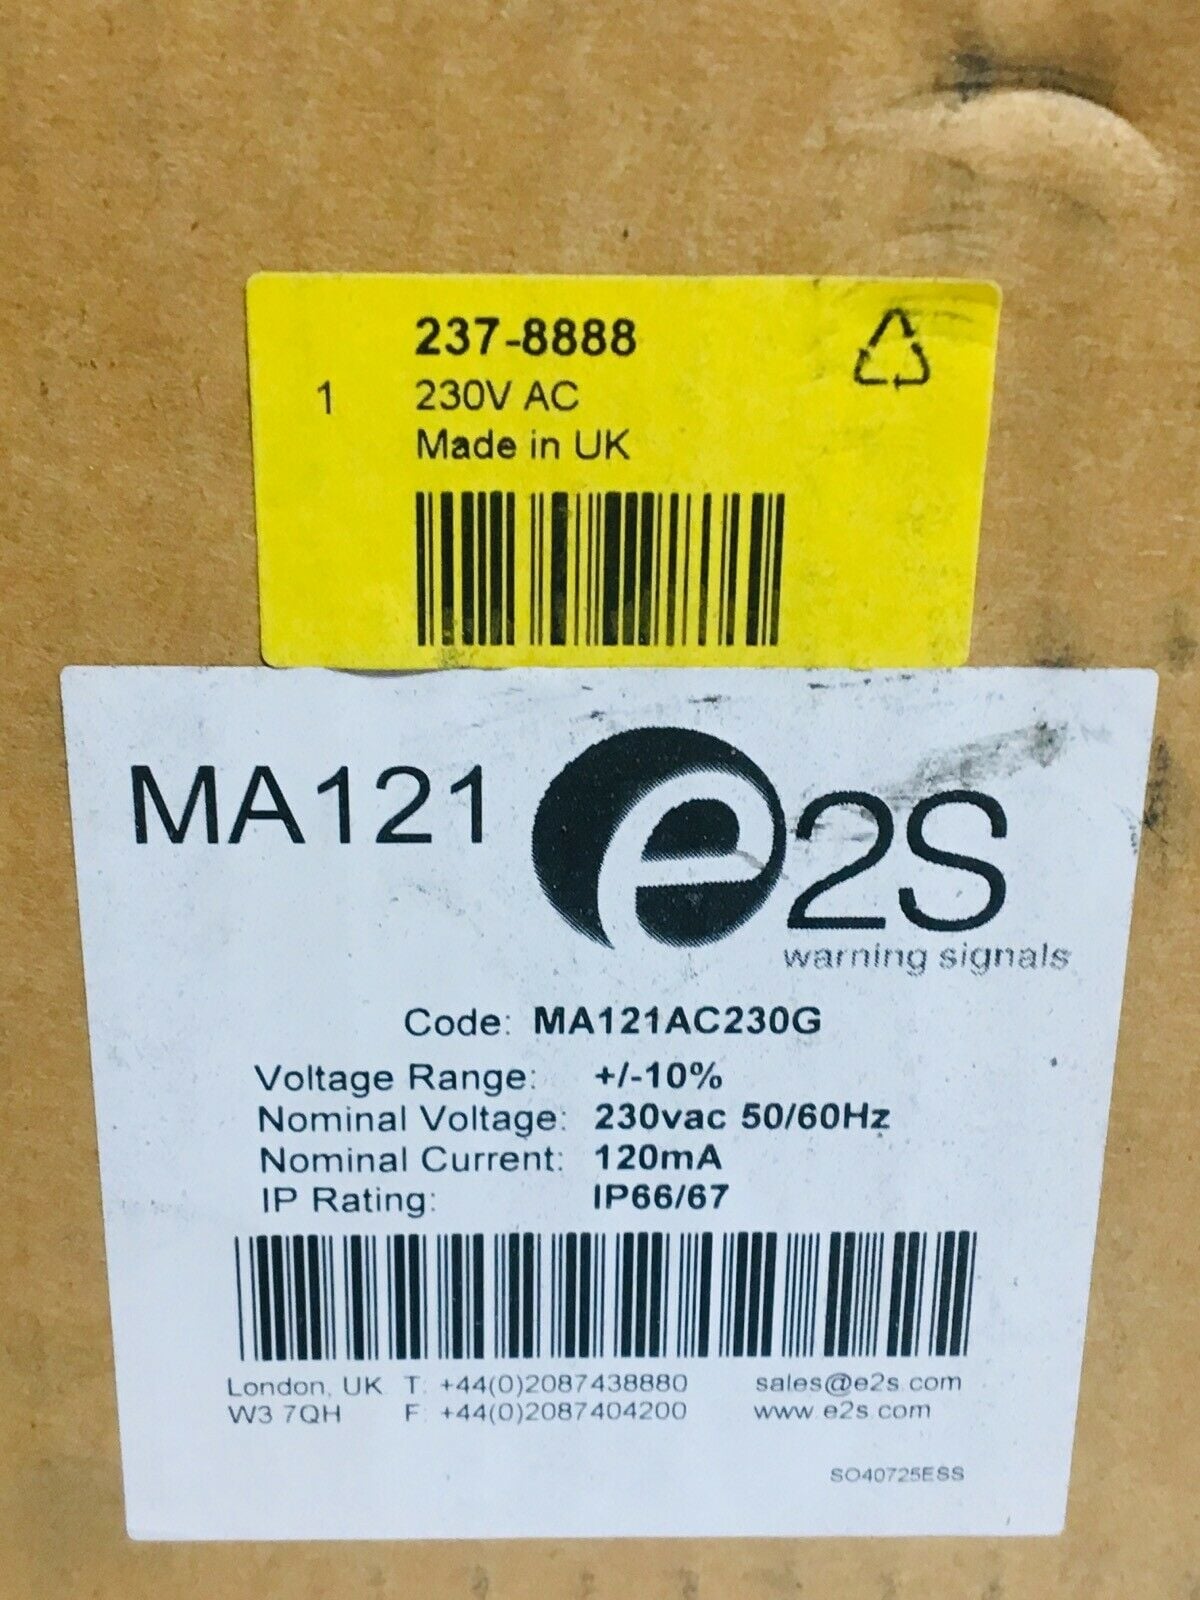 237-8888
1 230V AC
Made in UK
MA121 e2S
warning signals
Code: MA121AC230G
Voltage Range: +/-10%
Nominal Voltage: 230vac 50/60Hz
Nominal Current: 120mA
IP Rating: IP66/67
London, UK T: +44(0)2087438880 sales@e2s.com
W3 7QH F: +44(0)2087404200 www.e2s.com
SO40725ESS